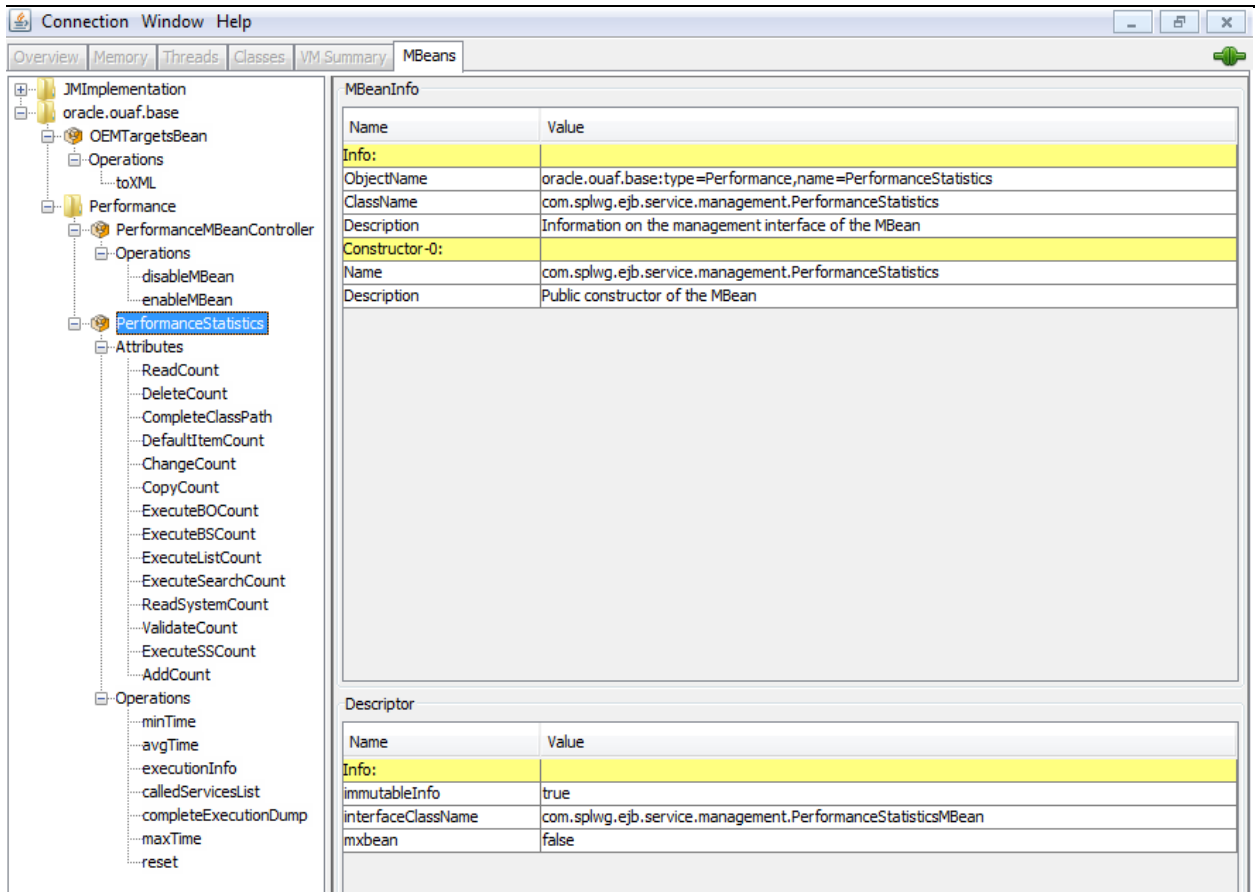 Connection Window Help
Overview Memory Threads Classes VM Summary MBeans
JMImplementation
oracle.ouaf.base
OEMTargetsBean
Operations
toXML
Performance
PerformanceMBeanController
Operations
disableMBean
enableMBean
PerformanceStatistics
Attributes
ReadCount
DeleteCount
CompleteClassPath
DefaultItemCount
ChangeCount
CopyCount
ExecuteBOCount
ExecuteBSCount
ExecuteListCount
ExecuteSearchCount
ReadSystemCount
ValidateCount
ExecuteSSCount
AddCount
Operations
minTime
avgTime
executionInfo
calledServicesList
completeExecutionDump
maxTime
reset
MBeanInfo
Name Value
Info:
ObjectName oracle.ouaf.base:type=Performance,name=PerformanceStatistics
ClassName com.splwg.ejb.service.management.PerformanceStatistics
Description Information on the management interface of the MBean
Constructor-0:
Name com.splwg.ejb.service.management.PerformanceStatistics
Description Public constructor of the MBean
Descriptor
Name Value
Info:
immutableInfo true
interfaceClassName com.splwg.ejb.service.management.PerformanceStatisticsMBean
mxbean false